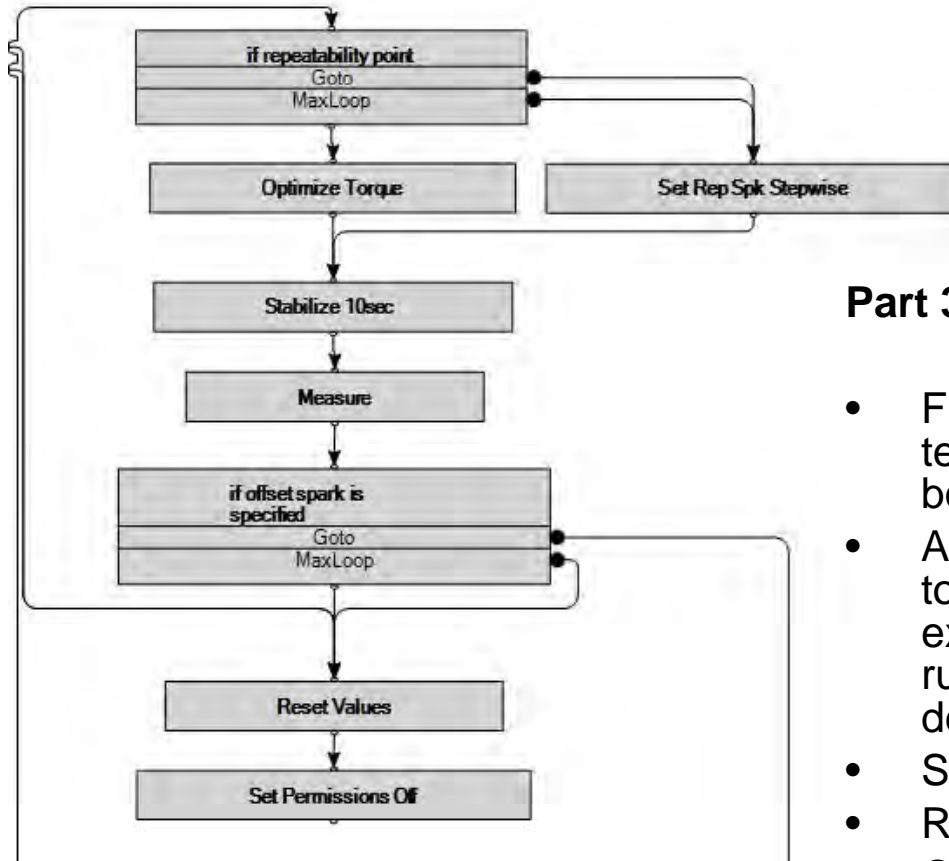 if repeatability point
Goto
MaxLoop
Optimize Torque
Set Rep Spk Stepwise
Stabilize 10sec
Measure
if offset spark is
specified
Goto
MaxLoop
Reset Values
Set Permissions Off
Part 3
•
•
•
•